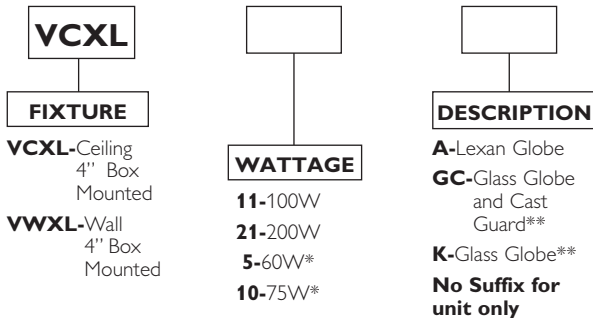 VCXL
FIXTURE
VCXL-Ceiling
4” Box
Mounted
VWXL-Wall
4” Box
Mounted
WATTAGE
11-100W
21-200W
5-60W*
10-75W*
DESCRIPTION
A-Lexan Globe
GC-Glass Globe
and Cast
Guard**
K-Glass Globe**
No Suffix for
unit only